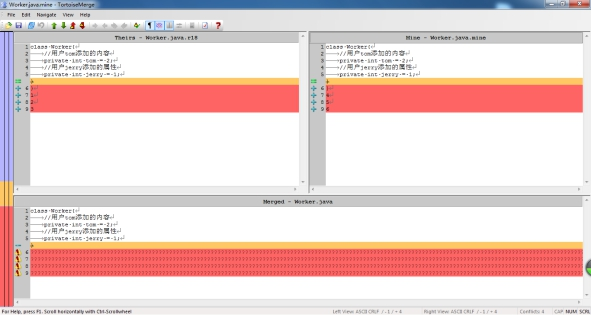 Worker.java.mine - TortoiseMerge
File Edit Navigate View Help
Theirs - Worker.java.r18
1 class·Worker{
2 //用户tom添加的内容
3 private·int·tom·=·2;
4 //用户jerry添加的属性
5 private·int·jerry·=·1;
6 }
7 1
8 2
9 3
Mine - Worker.java.mine
1 class·Worker{
2 //用户tom添加的内容
3 private·int·tom·=·2;
4 //用户jerry添加的属性
5 private·int·jerry·=·1;
6 }
7
8
9 6
Merged - Worker.java
1 class·Worker{
2 //用户tom添加的内容
3 private·int·tom·=·2;
4 //用户jerry添加的属性
5 private·int·jerry·=·1;
6
7
8
9
For Help, press F1. Scroll horizontally with Ctrl-Scrollwheel
Left View: ASCII CRLF / -1 / + 4
Right View: ASCII CRLF / -1 / + 4
Conflicts: 4
CAP NUM SCRL